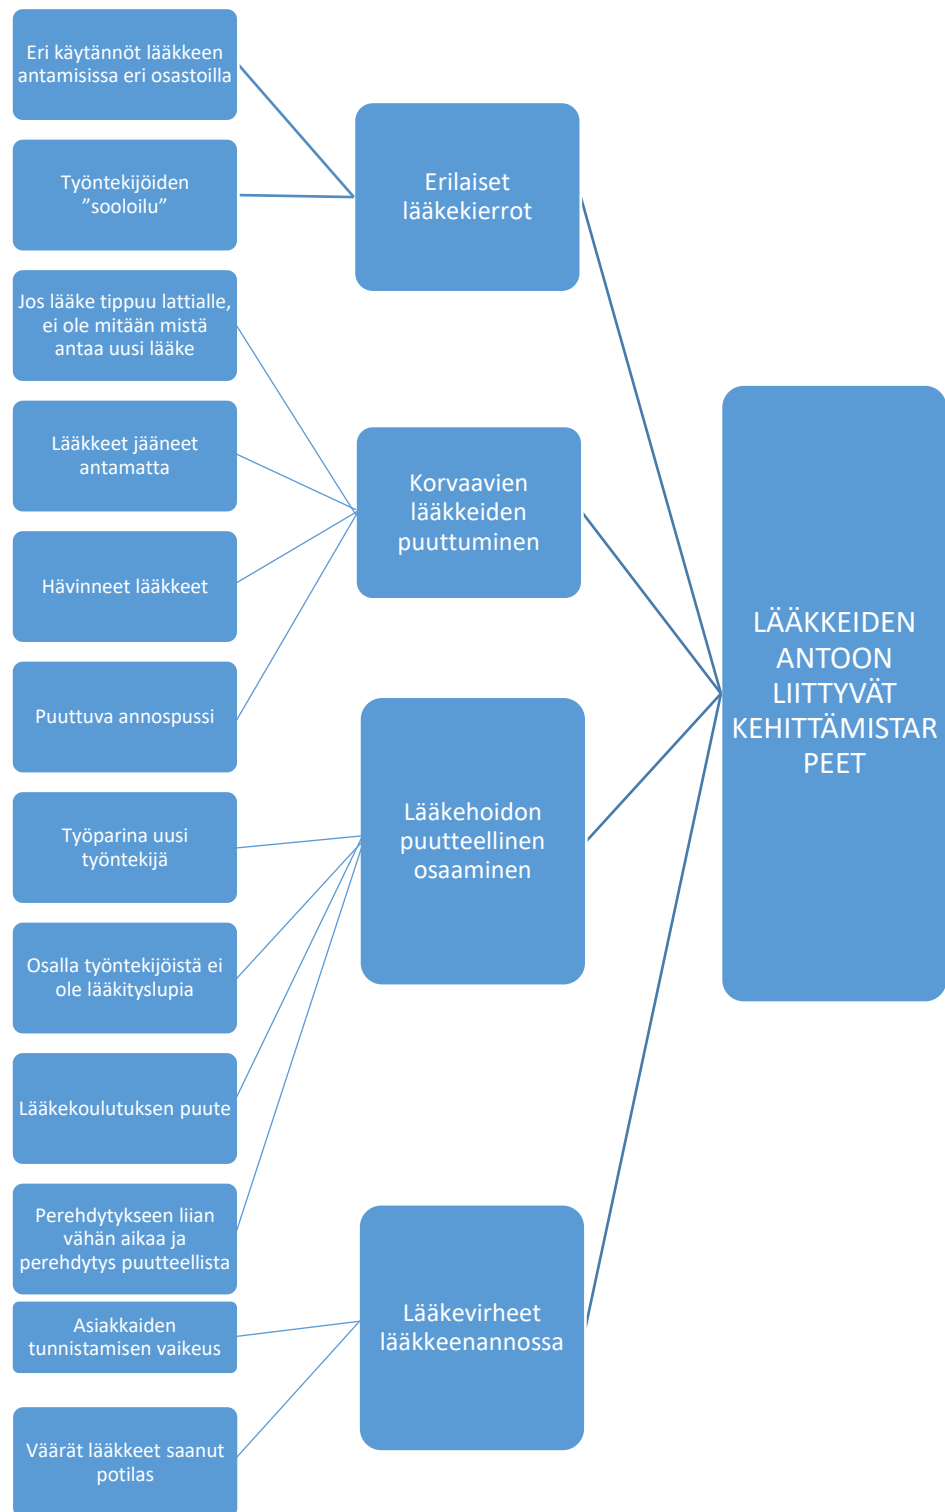 Eri käytännöt lääkkeen
antamisissa eri osastoilla
Työntekijöiden
”sooloilu”
Jos lääke tippuu lattialle,
ei ole mitään mistä
antaa uusi lääke
Lääkkeet jääneet
antamatta
Hävinneet lääkkeet
Puuttuva annospussi
Työparina uusi
työntekijä
Osalla työntekijöistä ei
ole lääkityslupia
Lääkekoulutuksen puute
Perehdytykseen liian
vähän aikaa ja
perehdytys puutteellista
Asiakkaiden
tunnistamisen vaikeus
Väärät lääkkeet saanut
potilas
Erilaiset
lääkekierrot
Korvaavien
lääkkeiden
puuttuminen
Lääkehoidon
puutteellinen
osaaminen
Lääkevirheet
lääkkeenannossa
LÄÄKKEIDEN
ANTOON
LIITTYVÄT
KEHITTÄMISTAR
PEET